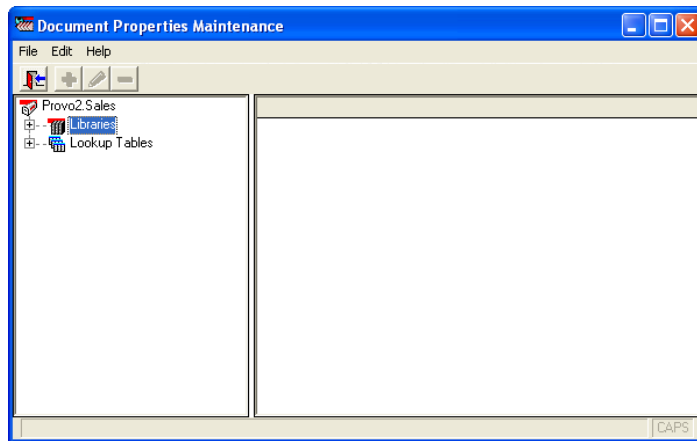 Document Properties Maintenance
File Edit Help
Provo2.Sales
Libraries
Lookup Tables
CAPS